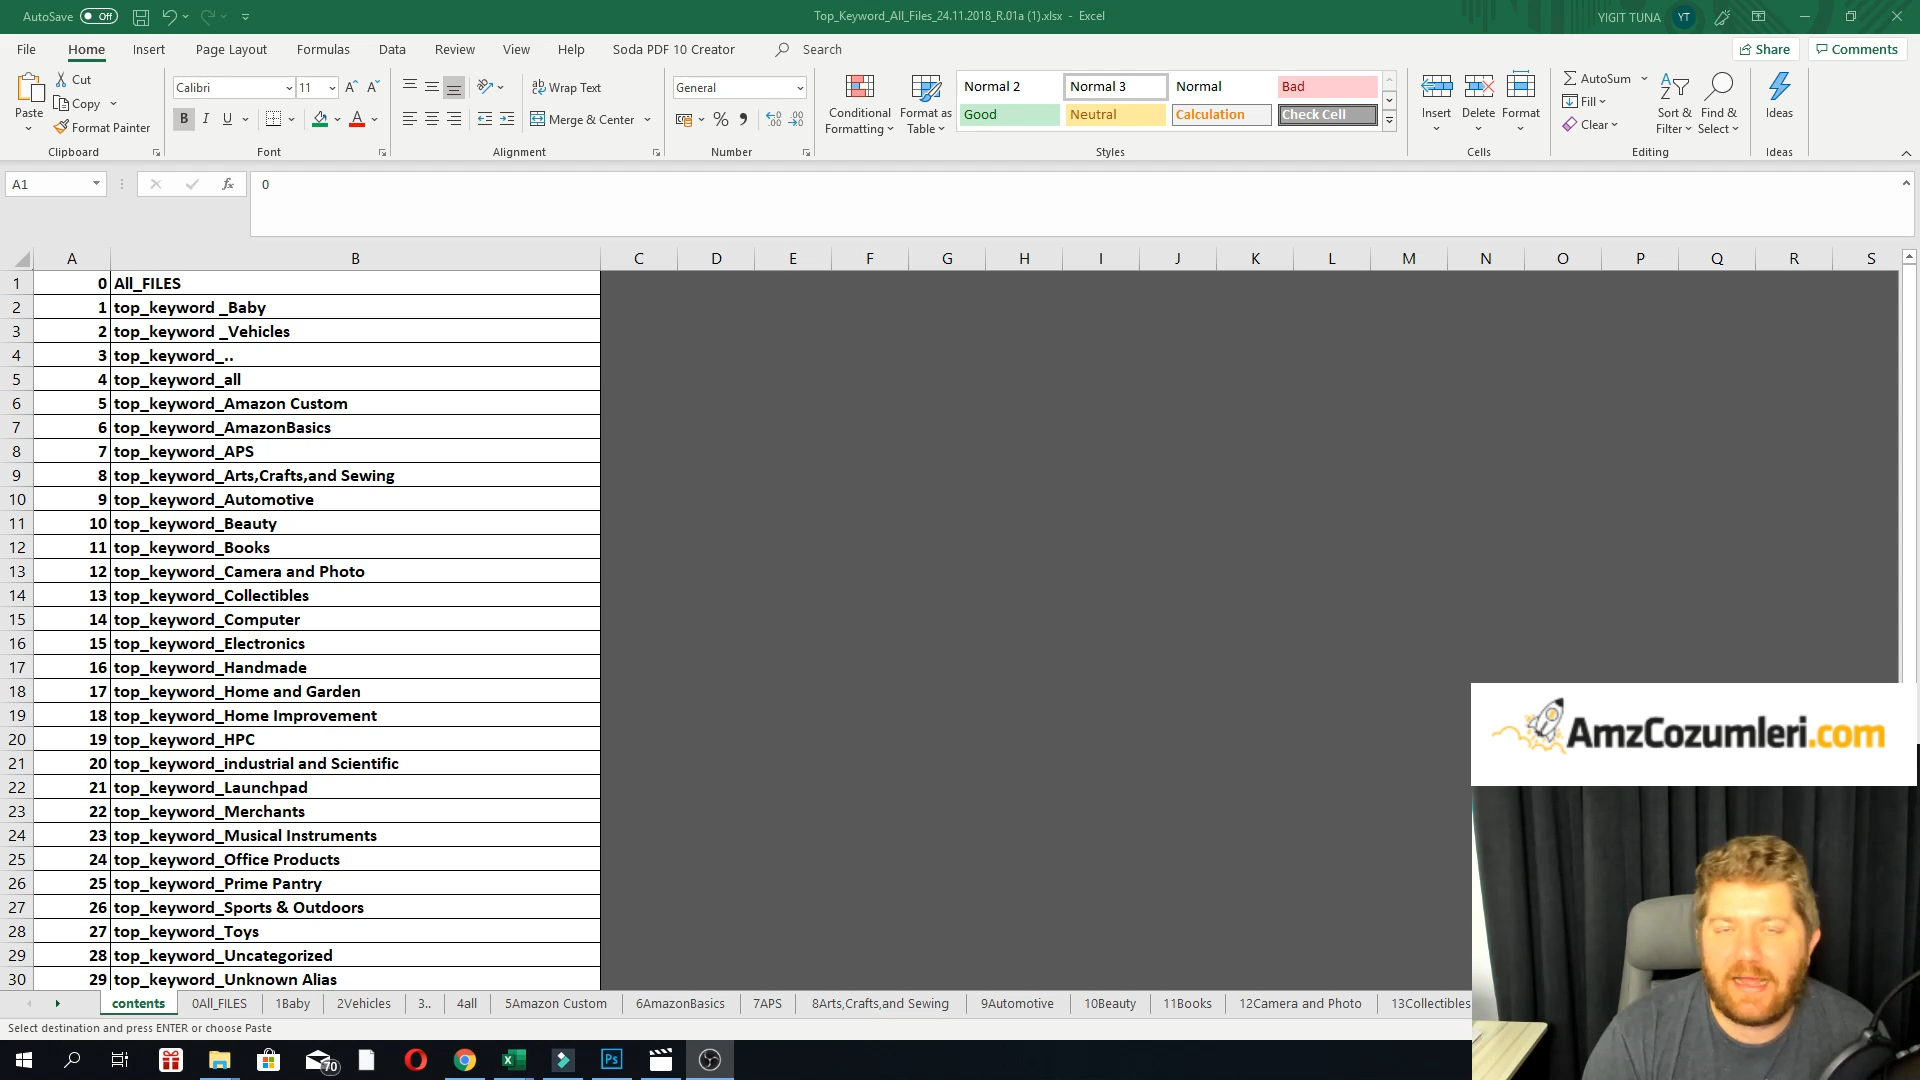 AutoSave Off
Top_Keyword_All_Files_24.11.2018_R.01a (1).xlsx - Excel
YIGIT TUNA YT
File Home Insert Page Layout Formulas Data Review View Help Soda PDF 10 Creator Search
Share Comments
Paste Cut Copy Format Painter
Clipboard
Calibri 11
B I U
Font
Wrap Text
Merge & Center
Alignment
General
Number
Conditional Formatting
Format as Table
Normal 2 Normal 3 Normal Bad
Good Neutral Calculation Check Cell
Styles
Insert Delete Format
Cells
AutoSum
Fill
Clear
Sort & Filter
Find & Select
Editing
Ideas
Ideas
A1 fx 0
A B C D E F G H I J K L M N O P Q R S
1 0 All_FILES
2 1 top_keyword _Baby
3 2 top_keyword _Vehicles
4 3 top_keyword_..
5 4 top_keyword_all
6 5 top_keyword_Amazon Custom
7 6 top_keyword_AmazonBasics
8 7 top_keyword_APS
9 8 top_keyword_Arts,Crafts,and Sewing
10 9 top_keyword_Automotive
11 10 top_keyword_Beauty
12 11 top_keyword_Books
13 12 top_keyword_Camera and Photo
14 13 top_keyword_Collectibles
15 14 top_keyword_Computer
16 15 top_keyword_Electronics
17 16 top_keyword_Handmade
18 17 top_keyword_Home and Garden
19 18 top_keyword_Home Improvement
20 19 top_keyword_HPC
21 20 top_keyword_industrial and Scientific
22 21 top_keyword_Launchpad
23 22 top_keyword_Merchants
24 23 top_keyword_Musical Instruments
25 24 top_keyword_Office Products
26 25 top_keyword_Prime Pantry
27 26 top_keyword_Sports & Outdoors
28 27 top_keyword_Toys
29 28 top_keyword_Uncategorized
30 29 top_keyword_Unknown Alias
AmzCozumleri.com
contents 0All_FILES 1Baby 2Vehicles 3.. 4all 5Amazon Custom 6AmazonBasics 7APS 8Arts,Crafts,and Sewing 9Automotive 10Beauty 11Books 12Camera and Photo 13Collectibles
Select destination and press ENTER or choose Paste
70 Ps